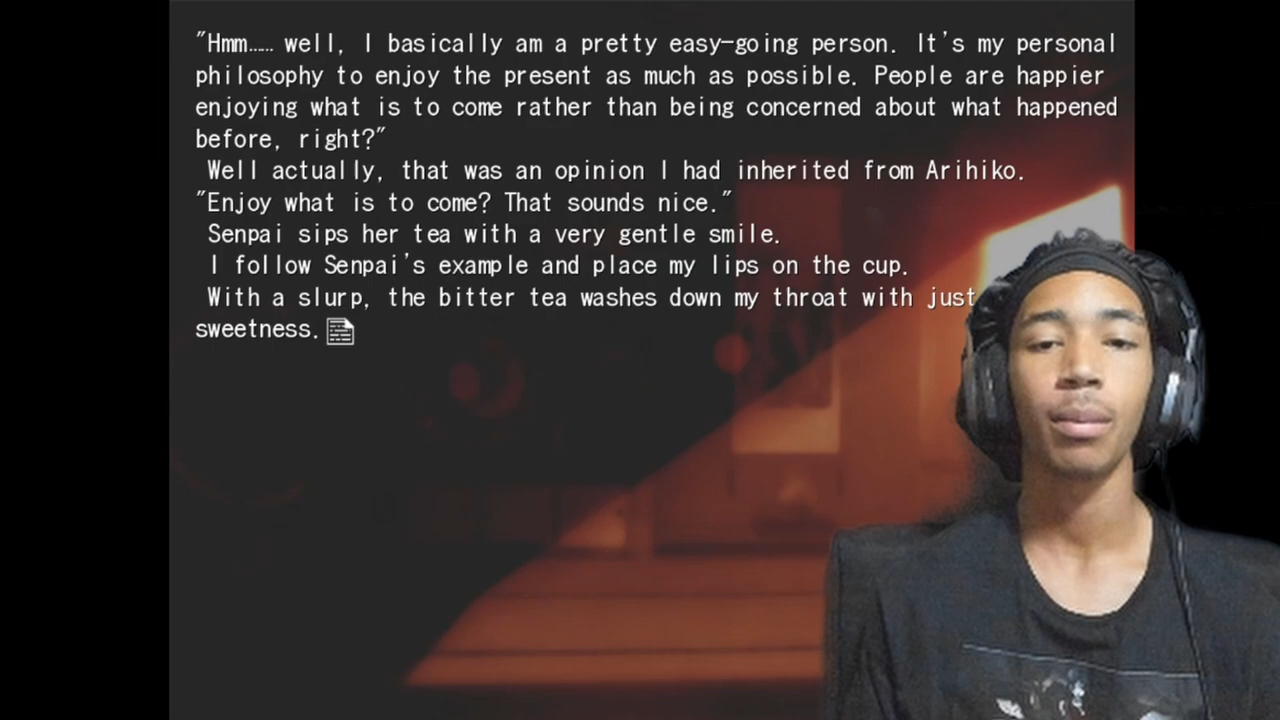 "Hmm…… well, I basically am a pretty easy-going person. It's my personal
philosophy to enjoy the present as much as possible. People are happier
enjoying what is to come rather than being concerned about what happened
before, right?"
Well actually, that was an opinion I had inherited from Arihiko.
"Enjoy what is to come? That sounds nice."
Senpai sips her tea with a very gentle smile.
I follow Senpai's example and place my lips on the cup.
With a slurp, the bitter tea washes down my throat with just
sweetness.